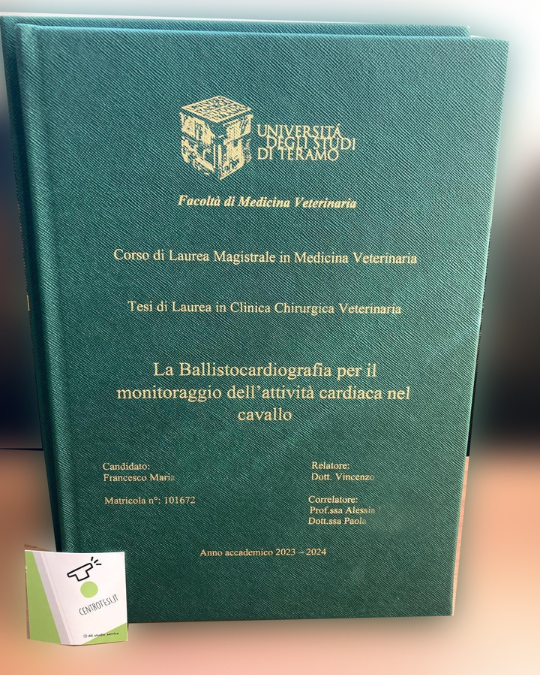 UNIVERSITÁ
DEGLI STUDI
DI TERAMO
Facoltà di Medicina Veterinaria
Corso di Laurea Magistrale in Medicina Veterinaria
Tesi di Laurea in Clinica Chirurgica Veterinaria
La Ballistocardiografia per il
monitoraggio dell'attività cardiaca nel
cavallo
Candidato:
Francesco Maria
Matricola n°: 101672
Relatore:
Dott. Vincenzo
Correlatore:
Prof.ssa Alessia
Dott.ssa Paola
Anno accademico 2023 – 2024
CENTROTESI.IT